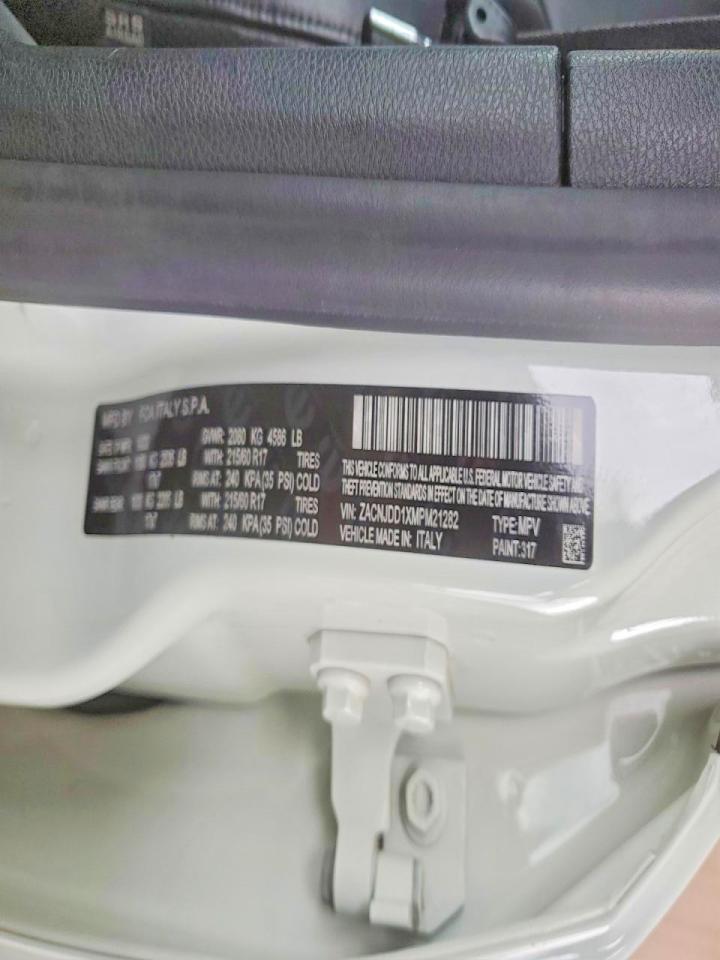 MFD BY FCA ITALY S.P.A.
GVWR: 2080 KG 4586 LB
LB WITH: 215/60 R17 TIRES
RIMS AT: 240 KPA(35 PSI) COLD
LB WITH: 215/60 R17 TIRES
RIMS AT: 240 KPA(35 PSI) COLD
THIS VEHICLE CONFORMS TO ALL APPLICABLE U.S. FEDERAL MOTOR VEHICLE SAFETY AND
THEFT PREVENTION STANDARDS IN EFFECT ON THE DATE OF MANUFACTURE SHOWN ABOVE.
VIN: ZACNJDD1XMPM21282 TYPE:MPV
VEHICLE MADE IN: ITALY PAINT:317